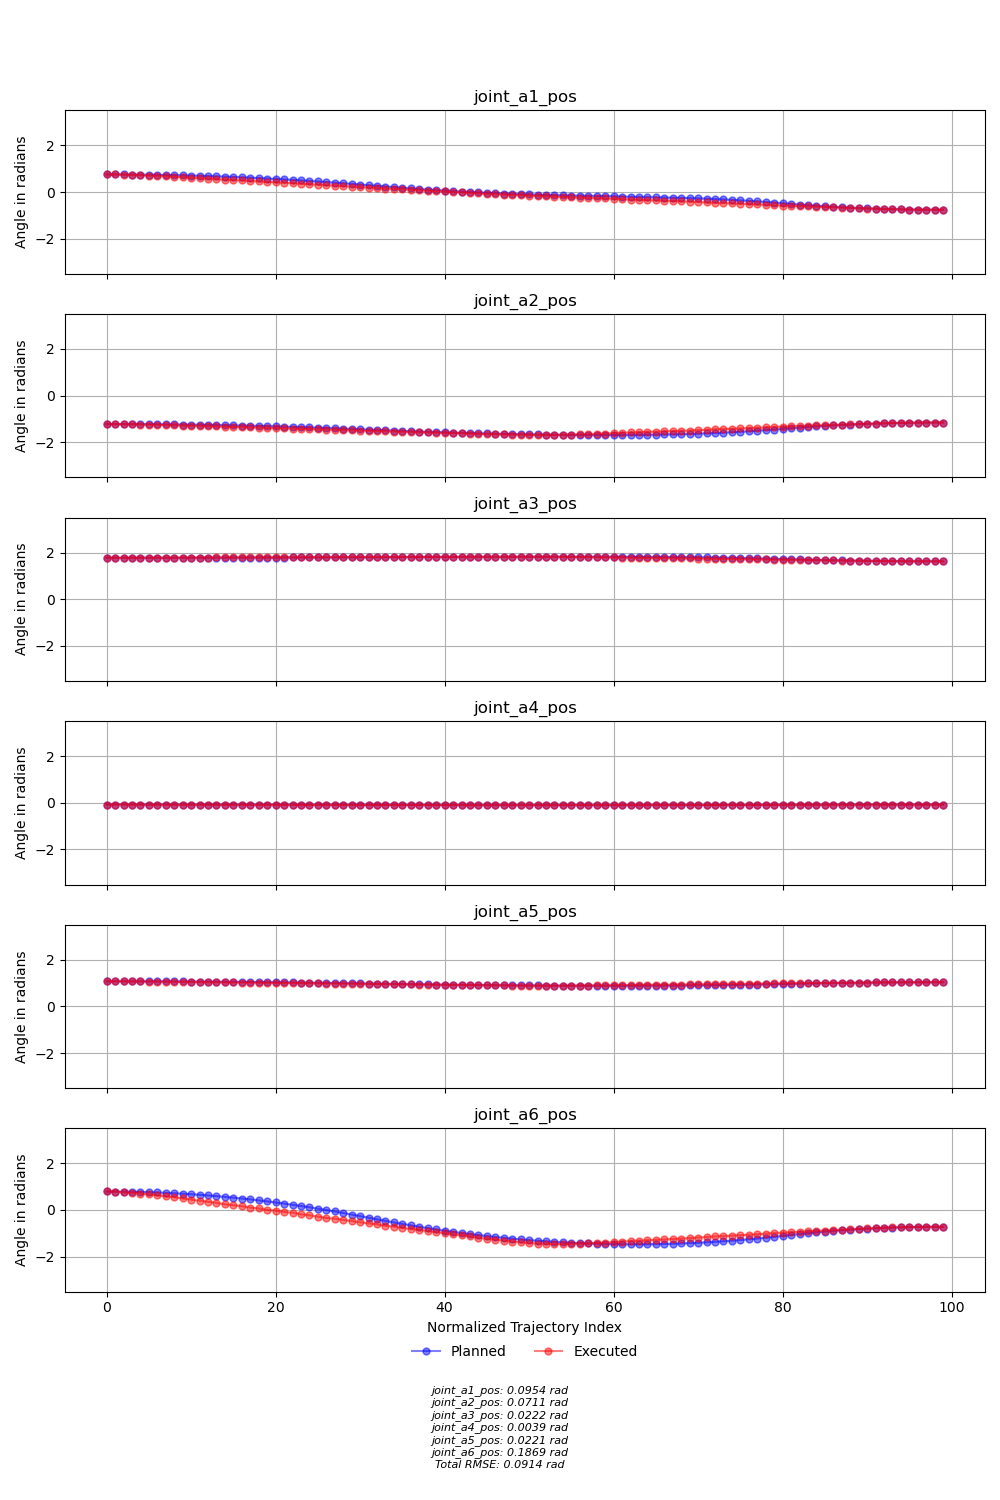 joint_a1_pos
2
0
−2
Angle in radians
joint_a2_pos
2
0
−2
Angle in radians
joint_a3_pos
2
0
−2
Angle in radians
joint_a4_pos
2
0
−2
Angle in radians
joint_a5_pos
2
0
−2
Angle in radians
joint_a6_pos
2
0
−2
Angle in radians
0 20 40 60 80 100
Normalized Trajectory Index
Planned Executed
joint_a1_pos: 0.0954 rad
joint_a2_pos: 0.0711 rad
joint_a3_pos: 0.0222 rad
joint_a4_pos: 0.0039 rad
joint_a5_pos: 0.0221 rad
joint_a6_pos: 0.1869 rad
Total RMSE: 0.0914 rad